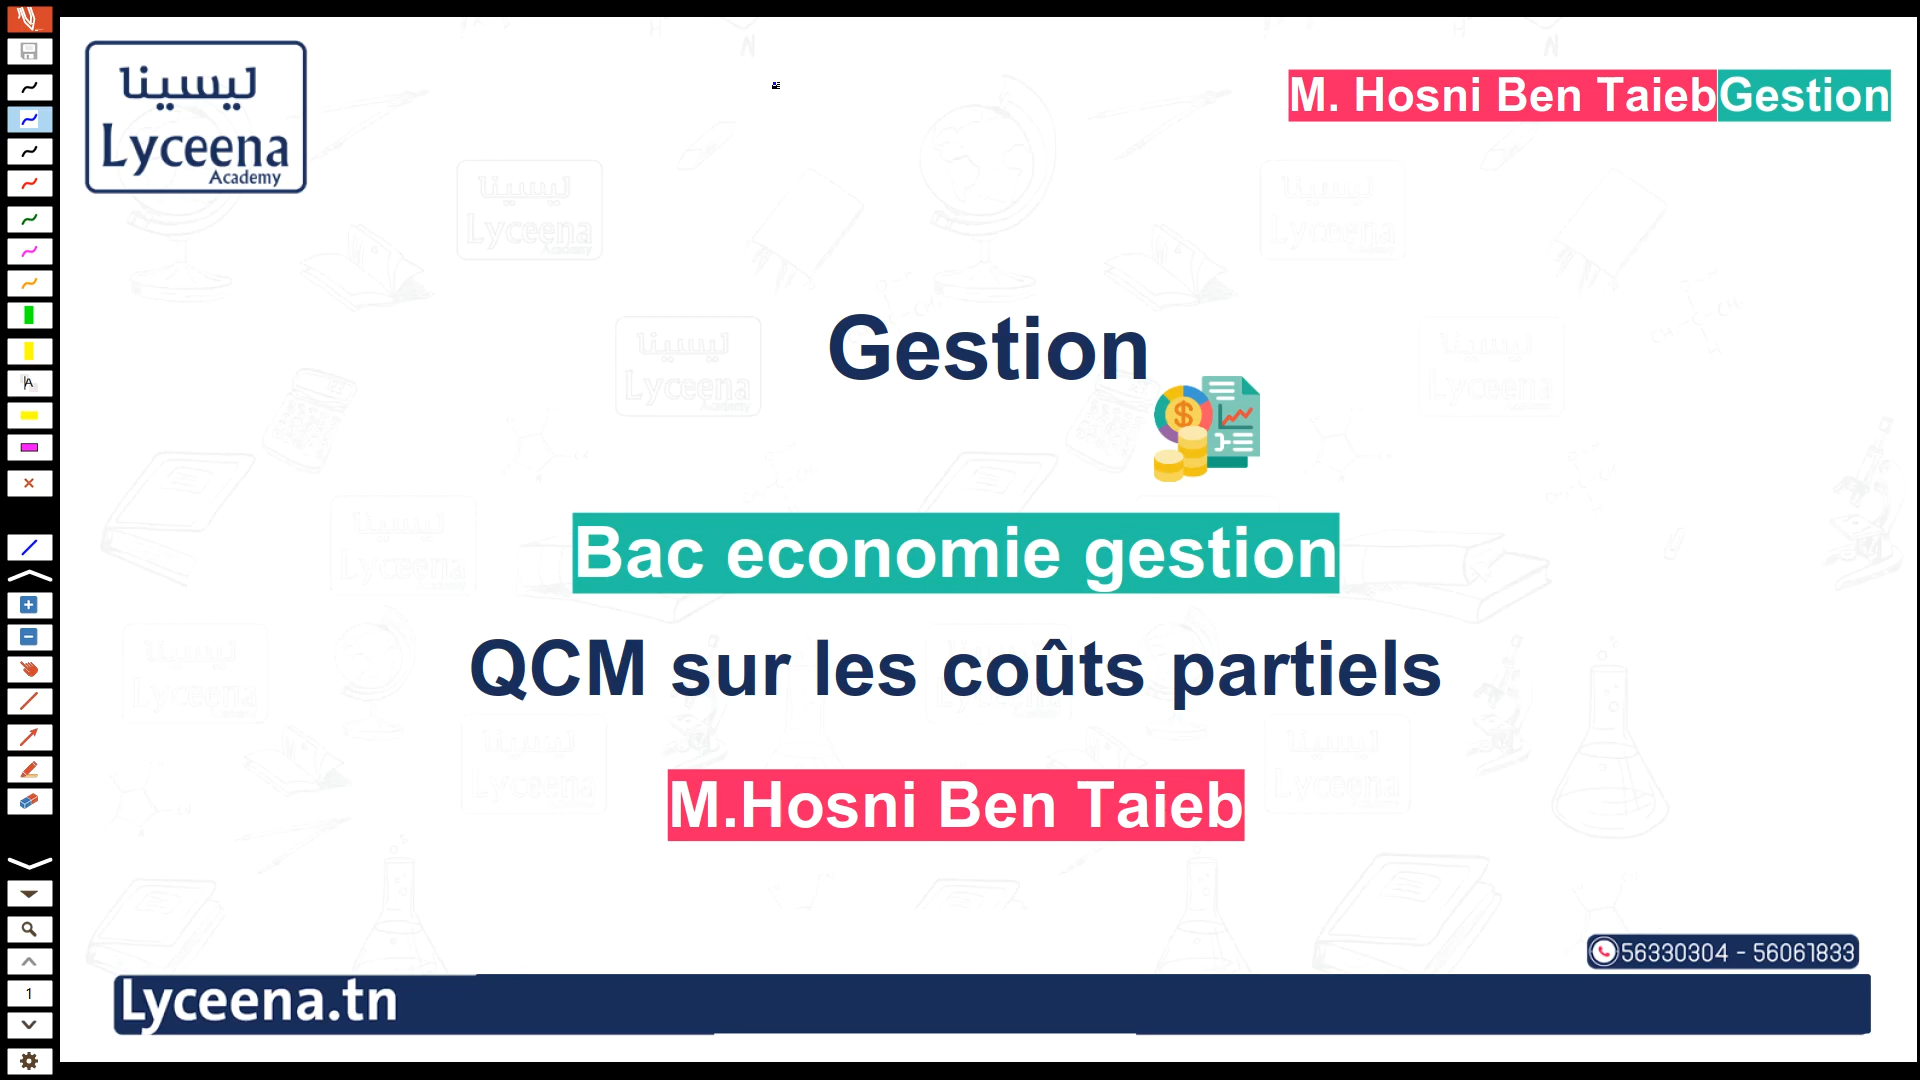 ليسينا
Lyceena
Academy
M. Hosni Ben Taieb Gestion
Gestion
Bac economie gestion
QCM sur les coûts partiels
M.Hosni Ben Taieb
56330304 - 56061833
Lyceena.tn
1